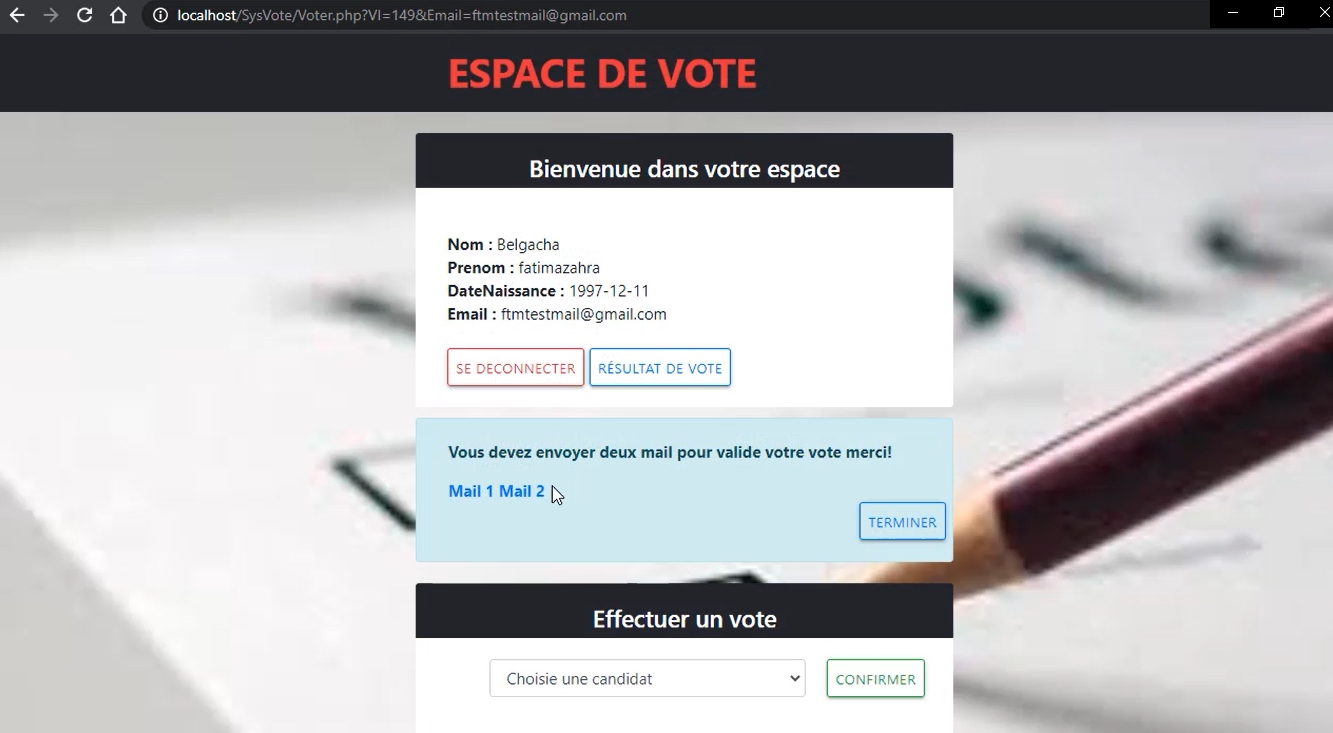 localhost/SysVote/Voter.php?VI=149&Email=ftmtestmail@gmail.com
ESPACE DE VOTE
Bienvenue dans votre espace
Nom : Belgacha
Prenom : fatimazahra
DateNaissance : 1997-12-11
Email : ftmtestmail@gmail.com
SE DECONNECTER RÉSULTAT DE VOTE
Vous devez envoyer deux mail pour valide votre vote merci!
Mail 1 Mail 2
TERMINER
Effectuer un vote
Choisie une candidat CONFIRMER